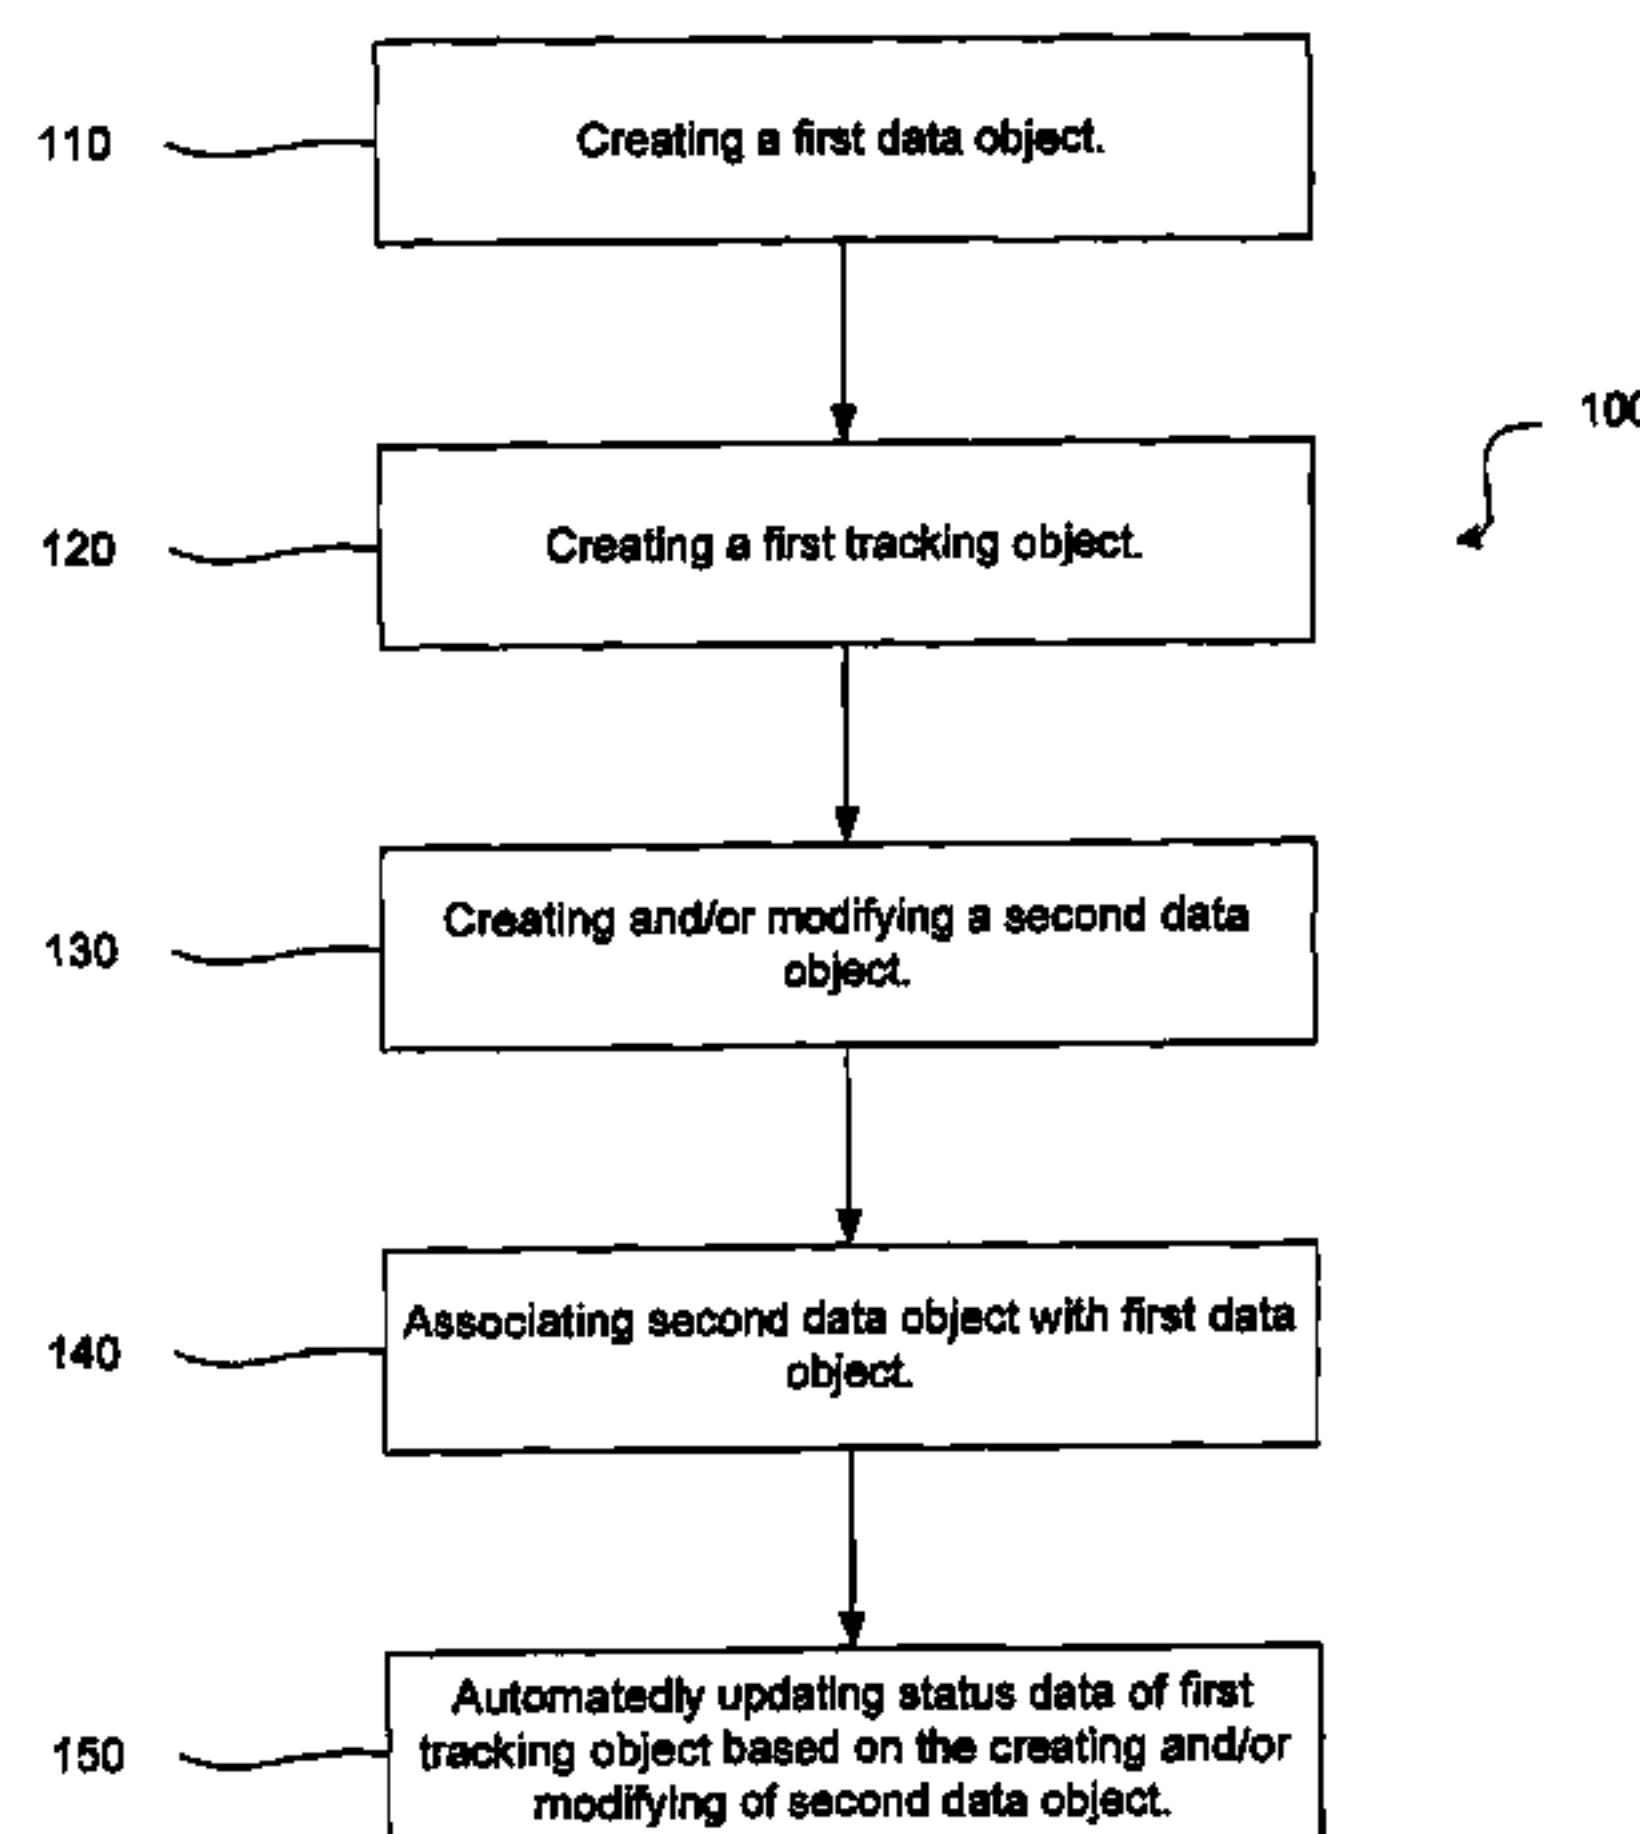 110
Creating a first data object.
100
120
Creating a first tracking object.
130
Creating and/or modifying a second data
object.
140
Associating second data object with first data
object.
150
Automatedly updating status data of first
tracking object based on the creating and/or
modifying of second data object.